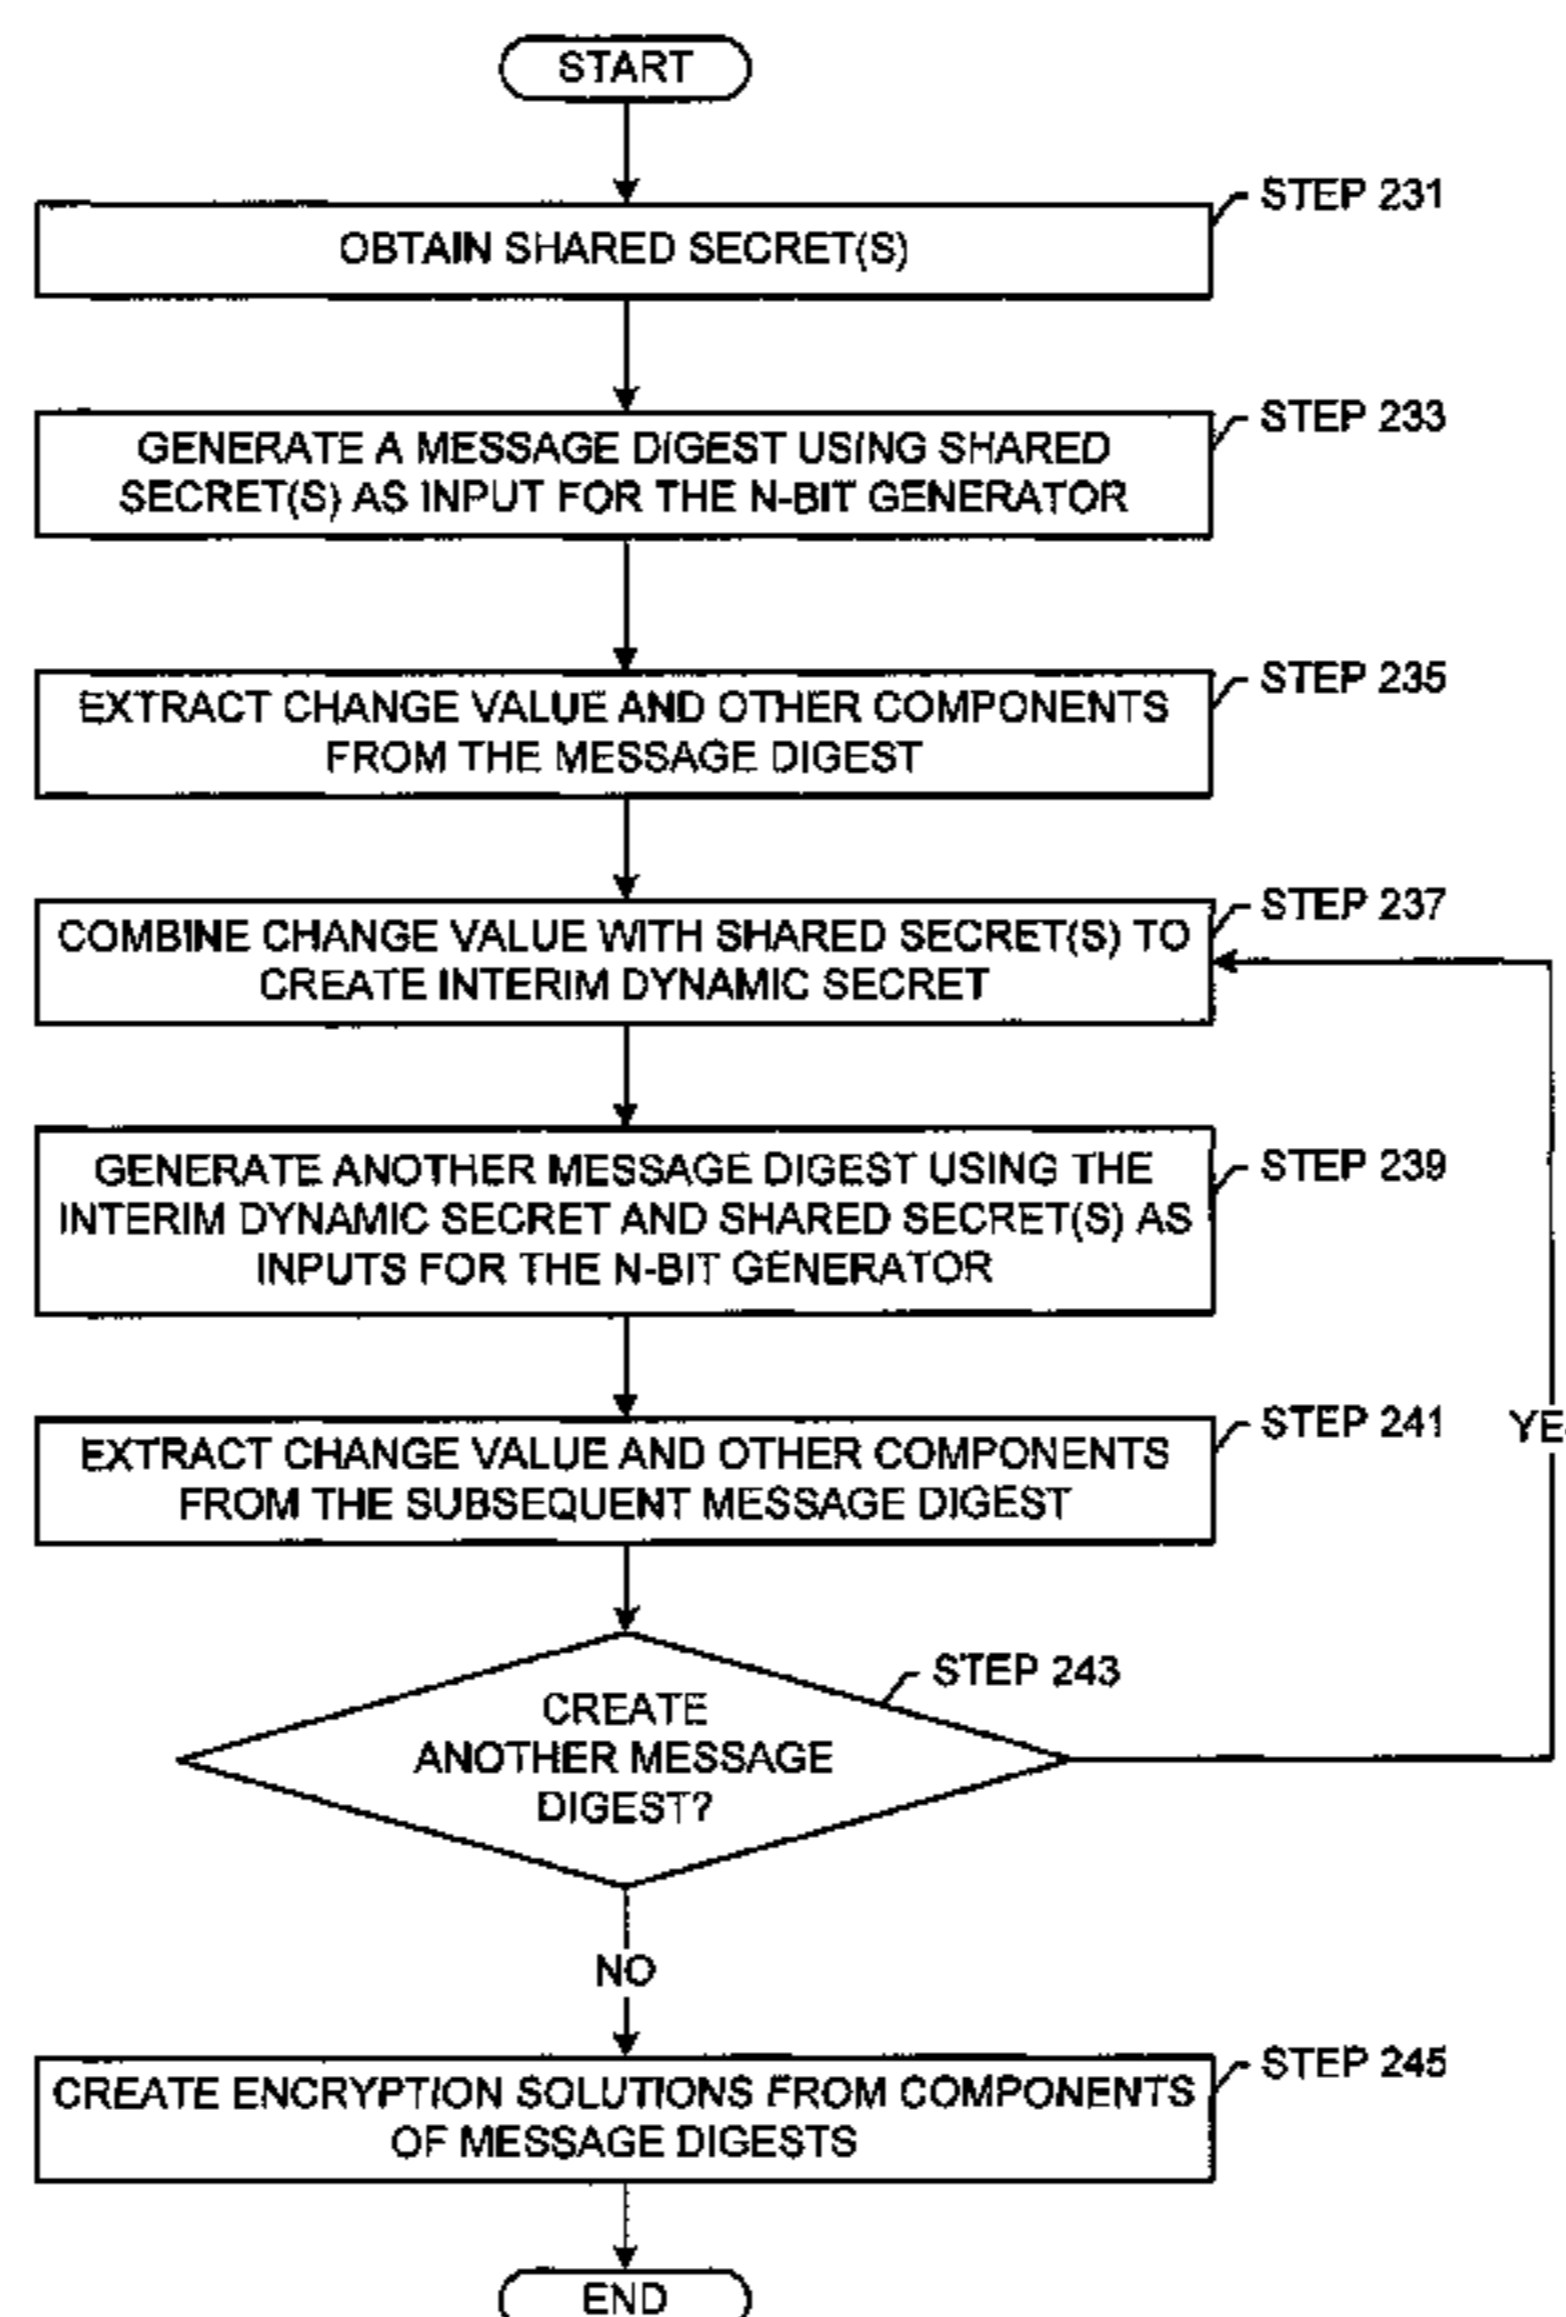 START
STEP 231
OBTAIN SHARED SECRET(S)
STEP 233
GENERATE A MESSAGE DIGEST USING SHARED
SECRET(S) AS INPUT FOR THE N-BIT GENERATOR
STEP 235
EXTRACT CHANGE VALUE AND OTHER COMPONENTS
FROM THE MESSAGE DIGEST
STEP 237
COMBINE CHANGE VALUE WITH SHARED SECRET(S) TO
CREATE INTERIM DYNAMIC SECRET
STEP 239
GENERATE ANOTHER MESSAGE DIGEST USING THE
INTERIM DYNAMIC SECRET AND SHARED SECRET(S) AS
INPUTS FOR THE N-BIT GENERATOR
STEP 241
YE
EXTRACT CHANGE VALUE AND OTHER COMPONENTS
FROM THE SUBSEQUENT MESSAGE DIGEST
STEP 243
CREATE
ANOTHER MESSAGE
DIGEST?
NO
STEP 245
CREATE ENCRYPTION SOLUTIONS FROM COMPONENTS
OF MESSAGE DIGESTS
END